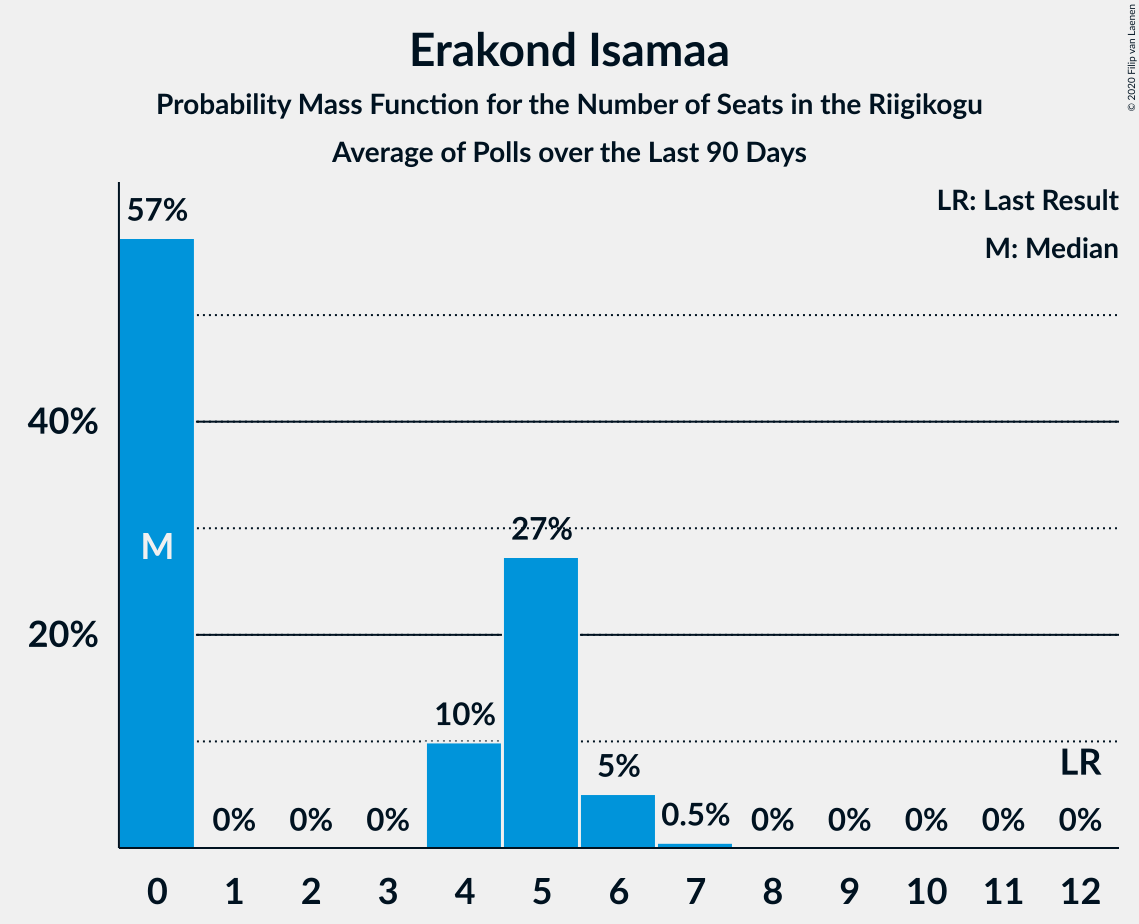 Erakond Isamaa
Probability Mass Function for the Number of Seats in the Riigikogu
Average of Polls over the Last 90 Days
© 2020 Filip van Laenen
LR: Last Result
M: Median
57%
40%
M
27%
20%
10%
5%
LR
0% 0% 0% 0.5% 0% 0% 0% 0% 0%
0 1 2 3 4 5 6 7 8 9 10 11 12